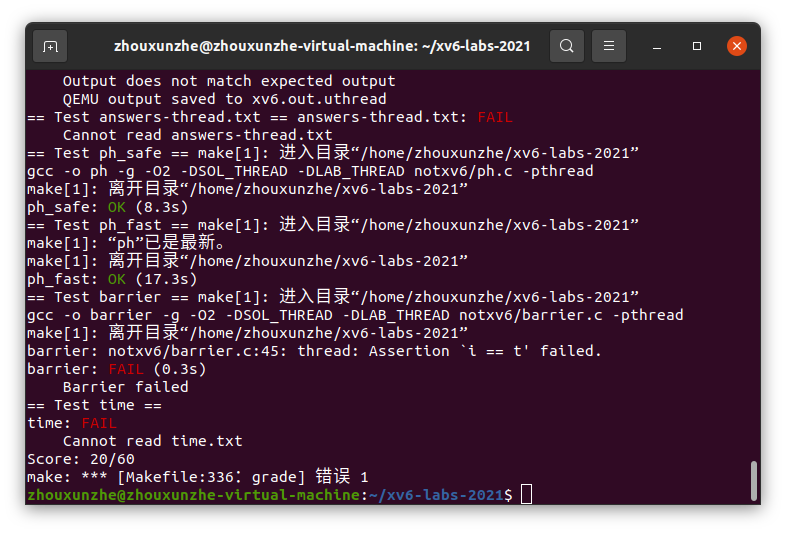 zhouxunzhe@zhouxunzhe-virtual-machine: ~/xv6-labs-2021
Output does not match expected output
QEMU output saved to xv6.out.uthread
== Test answers-thread.txt == answers-thread.txt: FAIL
Cannot read answers-thread.txt
== Test ph_safe == make[1]: 进入目录“/home/zhouxunzhe/xv6-labs-2021”
gcc -o ph -g -O2 -DSOL_THREAD -DLAB_THREAD notxv6/ph.c -pthread
make[1]: 离开目录“/home/zhouxunzhe/xv6-labs-2021”
ph_safe: OK (8.3s)
== Test ph_fast == make[1]: 进入目录“/home/zhouxunzhe/xv6-labs-2021”
make[1]: “ph”已是最新。
make[1]: 离开目录“/home/zhouxunzhe/xv6-labs-2021”
ph_fast: OK (17.3s)
== Test barrier == make[1]: 进入目录“/home/zhouxunzhe/xv6-labs-2021”
gcc -o barrier -g -O2 -DSOL_THREAD -DLAB_THREAD notxv6/barrier.c -pthread
make[1]: 离开目录“/home/zhouxunzhe/xv6-labs-2021”
barrier: notxv6/barrier.c:45: thread: Assertion `i == t' failed.
barrier: FAIL (0.3s)
Barrier failed
== Test time ==
time: FAIL
Cannot read time.txt
Score: 20/60
make: *** [Makefile:336：grade] 错误 1
zhouxunzhe@zhouxunzhe-virtual-machine:~/xv6-labs-2021$